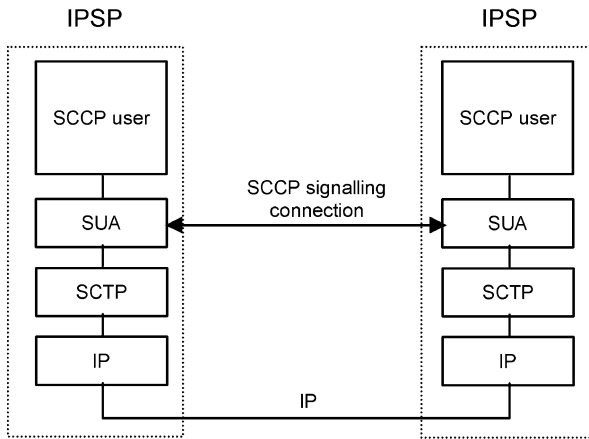 IPSP
IPSP
SCCP user
SCCP user
SCCP signalling
connection
SUA
SUA
SCTP
SCTP
IP
IP
IP